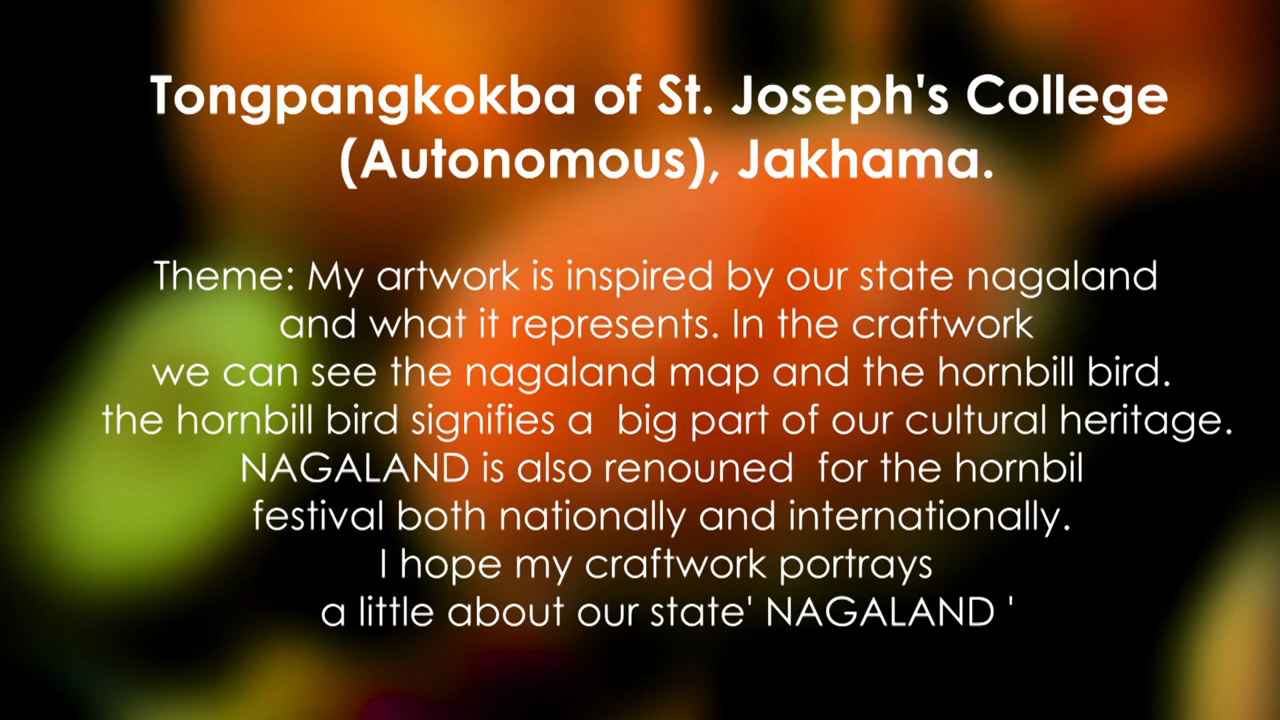 Tongpangkokba of St. Joseph's College
(Autonomous), Jakhama.
Theme: My artwork is inspired by our state nagaland
and what it represents. In the craftwork
we can see the nagaland map and the hornbill bird.
the hornbill bird signifies a  big part of our cultural heritage.
NAGALAND is also renouned  for the hornbil
festival both nationally and internationally.
I hope my craftwork portrays
a little about our state' NAGALAND '